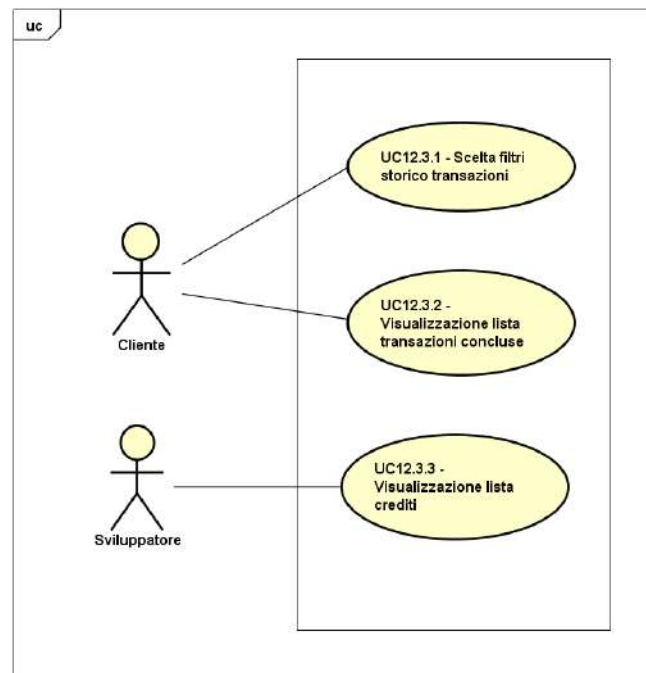 uc
UC12.3.1 - Scelta filtri
storico transazioni
UC12.3.2 -
Visualizzazione lista
transazioni concluse
Cliente
UC12.3.3 -
Visualizzazione lista
crediti
Sviluppatore